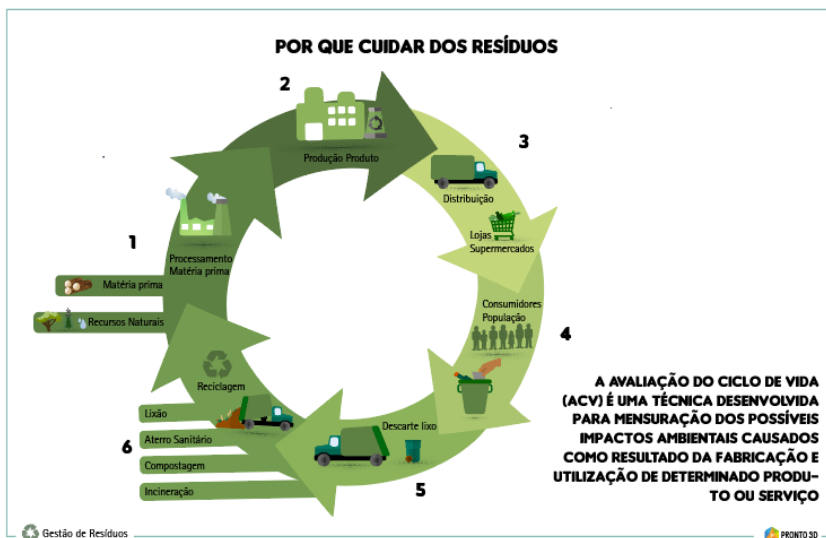 POR QUE CUIDAR DOS RESÍDUOS
2
Produção Produto
3
Distribuição
Lojas
Supermercados
1
Processamento
Matéria prima
Matéria prima
Recursos Naturais
Consumidores
População
4
Reciclagem
Lixão
Aterro Sanitário
Compostagem
Incineração
6
Descarte lixo
5
A AVALIAÇÃO DO CICLO DE VIDA
(ACV) É UMA TÉCNICA DESENVOLVIDA
PARA MENSURAÇÃO DOS POSSÍVEIS
IMPACTOS AMBIENTAIS CAUSADOS
COMO RESULTADO DA FABRICAÇÃO E
UTILIZAÇÃO DE DETERMINADO PRODU-
TO OU SERVIÇO
Gestão de Resíduos
PRONTO 3D